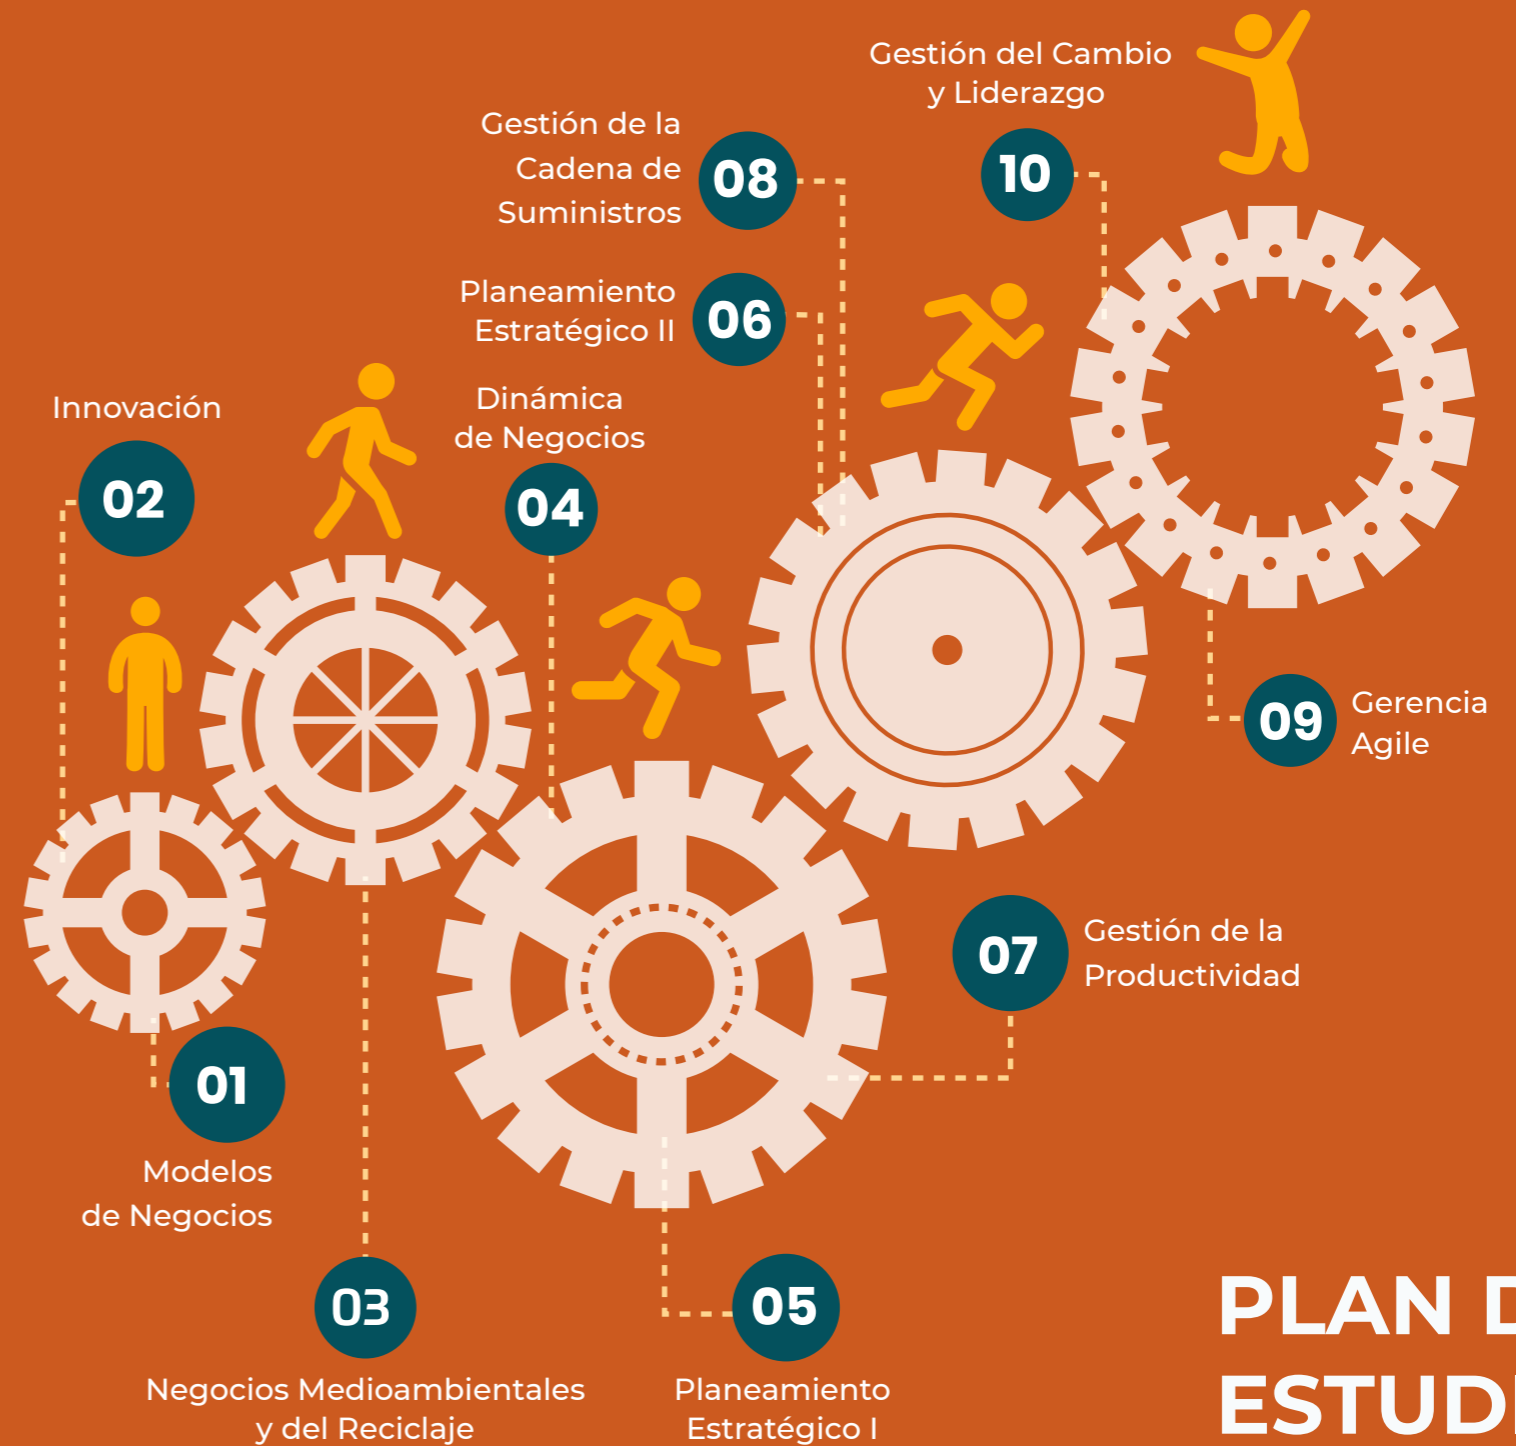 Gestión del Cambio
y Liderazgo
10
Gestión de la
Cadena de
Suministros
08
Planeamiento
Estratégico II
06
Dinámica
de Negocios
04
Innovación
02
Gerencia
Agile
09
Gestión de la
Productividad
07
01
Modelos
de Negocios
03
Negocios Medioambientales
y del Reciclaje
05
Planeamiento
Estratégico I
PLAN